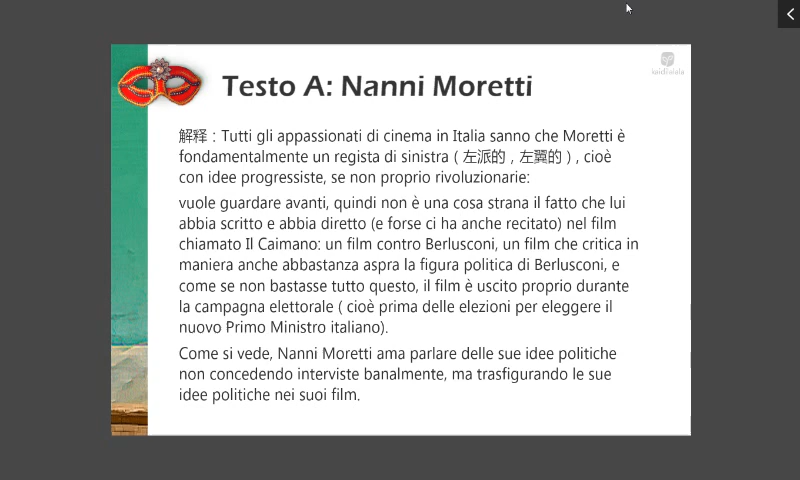 kaidialala
Testo A: Nanni Moretti
解释：Tutti gli appassionati di cinema in Italia sanno che Moretti è
fondamentalmente un regista di sinistra ( 左派的，左翼的 ) , cioè
con idee progressiste, se non proprio rivoluzionarie:
vuole guardare avanti, quindi non è una cosa strana il fatto che lui
abbia scritto e abbia diretto (e forse ci ha anche recitato) nel film
chiamato Il Caimano: un film contro Berlusconi, un film che critica in
maniera anche abbastanza aspra la figura politica di Berlusconi, e
come se non bastasse tutto questo, il film è uscito proprio durante
la campagna elettorale ( cioè prima delle elezioni per eleggere il
nuovo Primo Ministro italiano).
Come si vede, Nanni Moretti ama parlare delle sue idee politiche
non concedendo interviste banalmente, ma trasfigurando le sue
idee politiche nei suoi film.